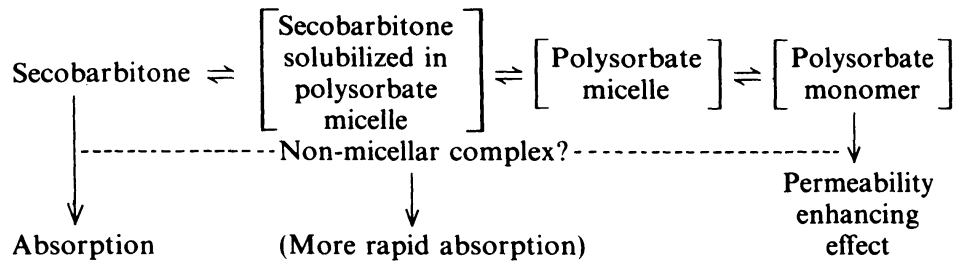 Secobarbitone ⇌ [Secobarbitone solubilized in polysorbate micelle] ⇌ [Polysorbate micelle] ⇌ [Polysorbate monomer]
Non-micellar complex?
Permeability enhancing effect
Absorption
(More rapid absorption)